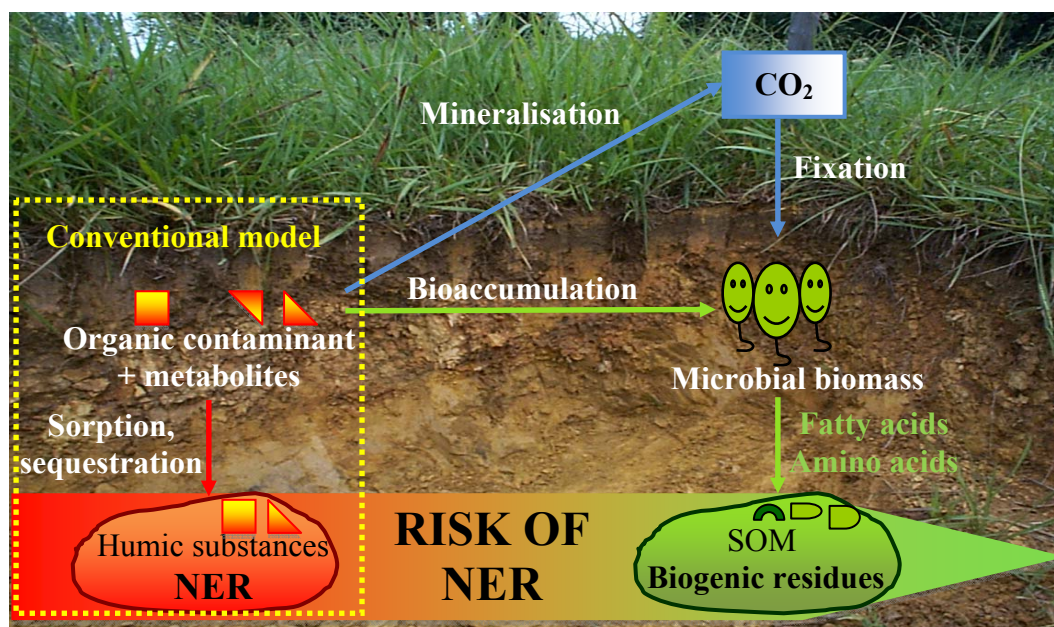 CO₂
Mineralisation
Fixation
Conventional model
Bioaccumulation
Organic contaminant
+ metabolites
Microbial biomass
Sorption,
sequestration
Fatty acids
Amino acids
Humic substances
NER
RISK OF
NER
SOM
Biogenic residues